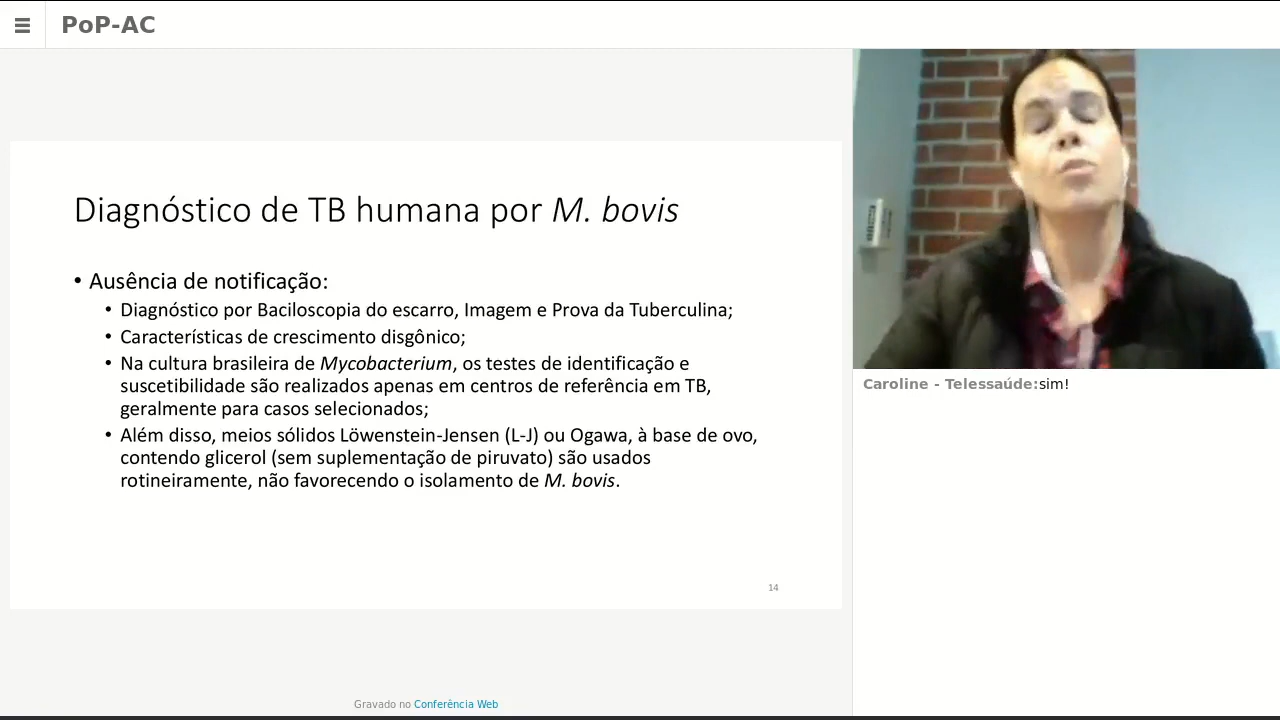 PoP-AC
Diagnóstico de TB humana por M. bovis
• Ausência de notificação:
• Diagnóstico por Baciloscopia do escarro, Imagem e Prova da Tuberculina;
• Características de crescimento disgônico;
• Na cultura brasileira de Mycobacterium, os testes de identificação e
suscetibilidade são realizados apenas em centros de referência em TB,
geralmente para casos selecionados;
• Além disso, meios sólidos Löwenstein-Jensen (L-J) ou Ogawa, à base de ovo,
contendo glicerol (sem suplementação de piruvato) são usados
rotineiramente, não favorecendo o isolamento de M. bovis.
14
Gravado no Conferência Web
Caroline - Telessaúde:sim!